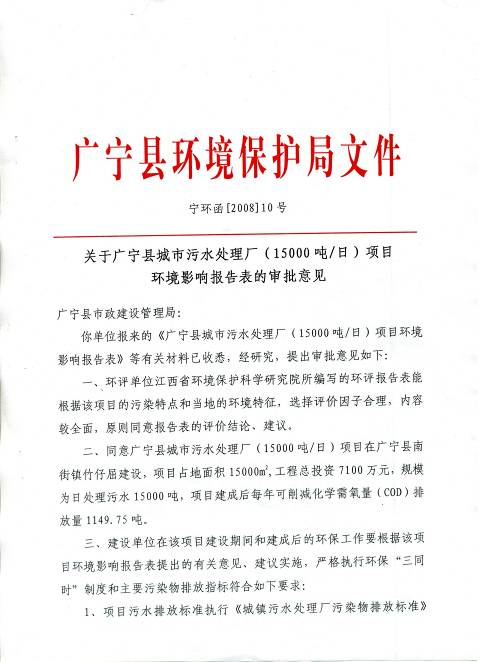 广宁县环境保护局文件
宁环函[2008]10号
关于广宁县城市污水处理厂（15000吨/日）项目
环境影响报告表的审批意见
广宁县市政建设管理局：
你单位报来的《广宁县城市污水处理厂（15000吨/日）项目环境
影响报告表》等有关材料已收悉，经研究，提出审批意见如下：
一、环评单位江西省环境保护科学研究院所编写的环评报告表能
根据该项目的污染特点和当地的环境特征，选择评价因子合理，内容
较全面，原则同意报告表的评价结论、建议。
二、同意广宁县城市污水处理厂（15000吨/日）项目在广宁县南
街镇竹仔届建设，项目占地面积15000㎡,工程总投资7100万元，规模
为日处理污水15000吨，项目建成后每年可削减化学需氧量（COD）排
放量1149.75吨。
三、建设单位在该项目建设期间和建成后的环保工作要根据该项
目环境影响报告表提出的有关意见、建议实施，严格执行环保“三同
时”制度和主要污染物排放指标符合如下要求：
1、项目污水排放标准执行《城镇污水处理厂污染物排放标准》